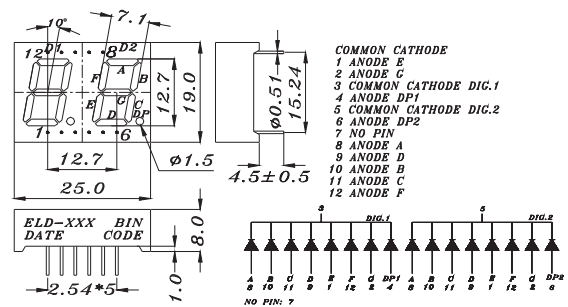 7.1
10°
12 D1 8 D2
A
F B
G
E C
D DP
1 6
12.7
19.0
12.7
Ø1.5
25.0
Ø0.51
15.24
4.5±0.5
COMMON CATHODE
1 ANODE E
2 ANODE G
3 COMMON CATHODE DIG.1
4 ANODE DP1
5 COMMON CATHODE DIG.2
6 ANODE DP2
7 NO PIN
8 ANODE A
9 ANODE D
10 ANODE B
11 ANODE C
12 ANODE F
ELD-XXX BIN
DATE CODE
8.0
2.54*5
1.0
3 5
DIG.1 DIG.2
A B C D E F G DP1 A B C D E F G DP2
8 10 11 9 1 12 2 4 8 10 11 9 1 12 2 6
NO PIN: 7